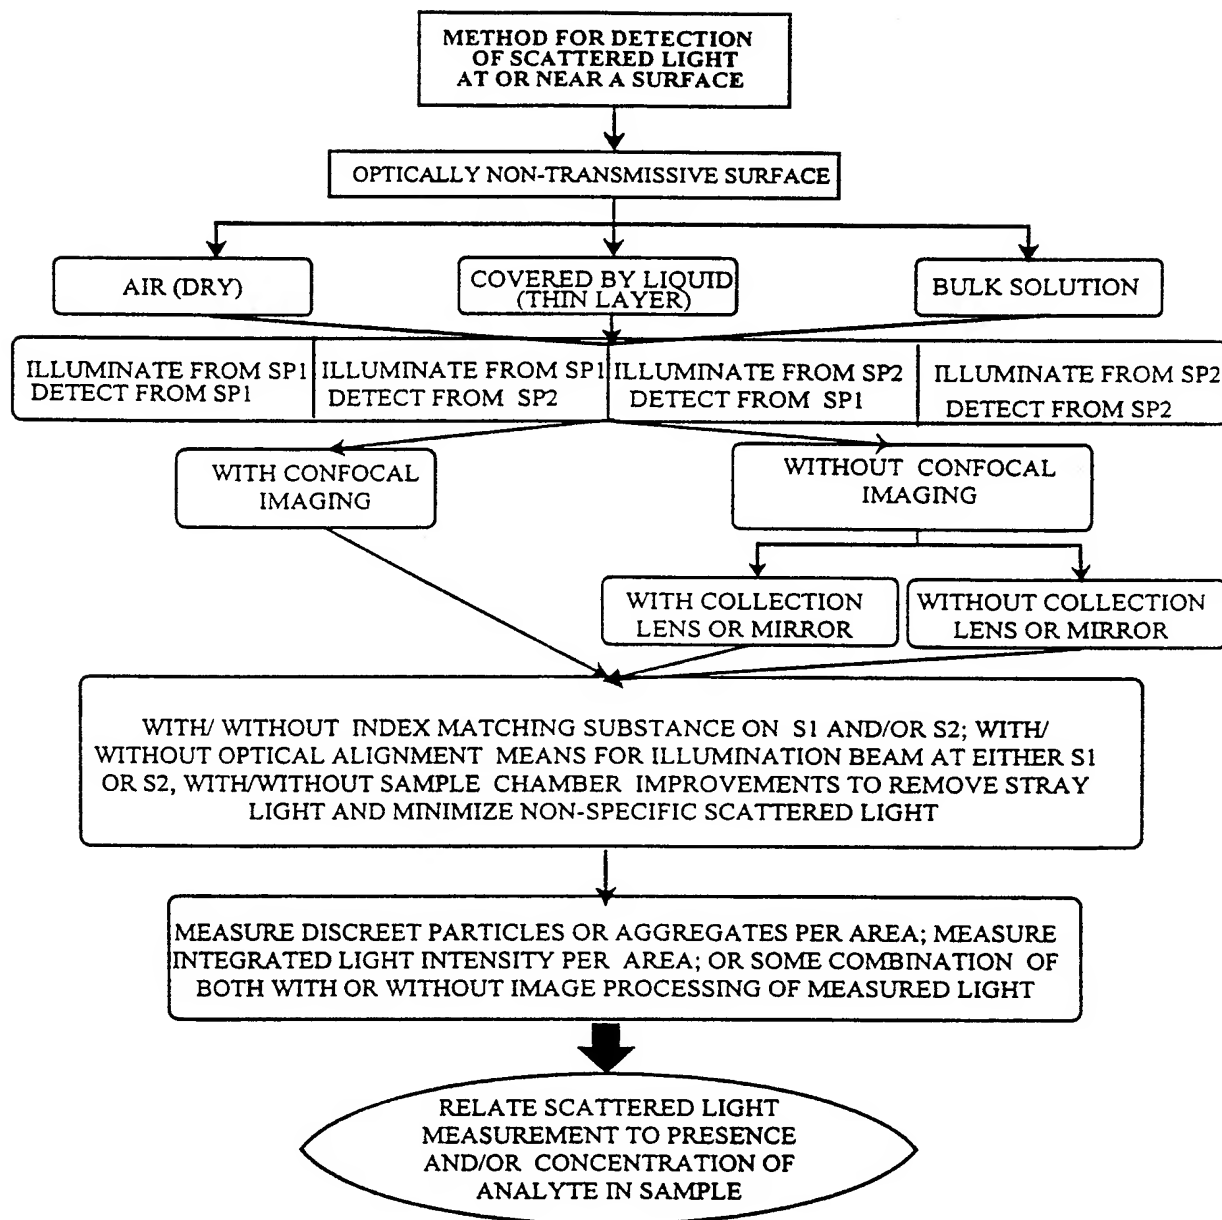 METHOD FOR DETECTION
OF SCATTERED LIGHT
AT OR NEAR A SURFACE
OPTICALLY NON-TRANSMISSIVE SURFACE
AIR (DRY)
COVERED BY LIQUID
(THIN LAYER)
BULK SOLUTION
ILLUMINATE FROM SP1
DETECT FROM SP1
ILLUMINATE FROM SP1
DETECT FROM SP2
ILLUMINATE FROM SP2
DETECT FROM SP1
ILLUMINATE FROM SP2
DETECT FROM SP2
WITH CONFOCAL
IMAGING
WITHOUT CONFOCAL
IMAGING
WITH COLLECTION
LENS OR MIRROR
WITHOUT COLLECTION
LENS OR MIRROR
WITH/ WITHOUT INDEX MATCHING SUBSTANCE ON S1 AND/OR S2; WITH/
WITHOUT OPTICAL ALIGNMENT MEANS FOR ILLUMINATION BEAM AT EITHER S1
OR S2, WITH/WITHOUT SAMPLE CHAMBER IMPROVEMENTS TO REMOVE STRAY
LIGHT AND MINIMIZE NON-SPECIFIC SCATTERED LIGHT
MEASURE DISCREET PARTICLES OR AGGREGATES PER AREA; MEASURE
INTEGRATED LIGHT INTENSITY PER AREA; OR SOME COMBINATION OF
BOTH WITH OR WITHOUT IMAGE PROCESSING OF MEASURED LIGHT
RELATE SCATTERED LIGHT
MEASUREMENT TO PRESENCE
AND/OR CONCENTRATION OF
ANALYTE IN SAMPLE